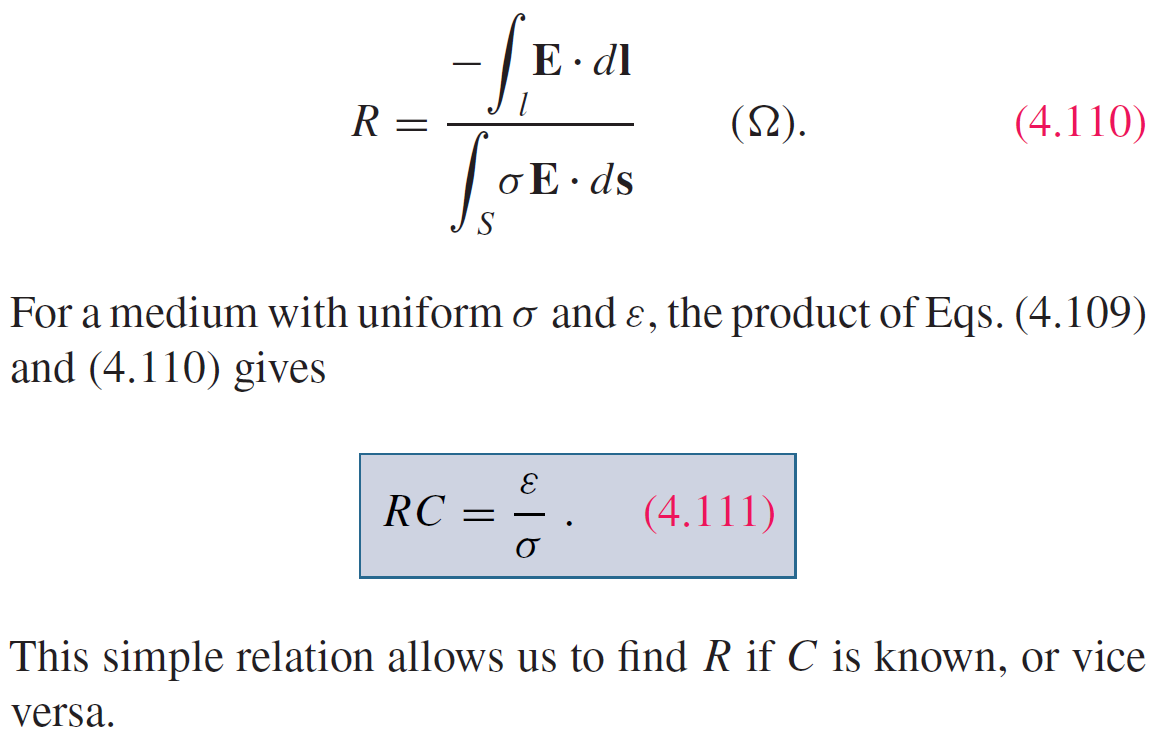 R = −∫_l E · dl / ∫_S σE · ds (Ω). (4.110)
For a medium with uniform σ and ε, the product of Eqs. (4.109)
and (4.110) gives
RC = ε/σ . (4.111)
This simple relation allows us to find R if C is known, or vice
versa.